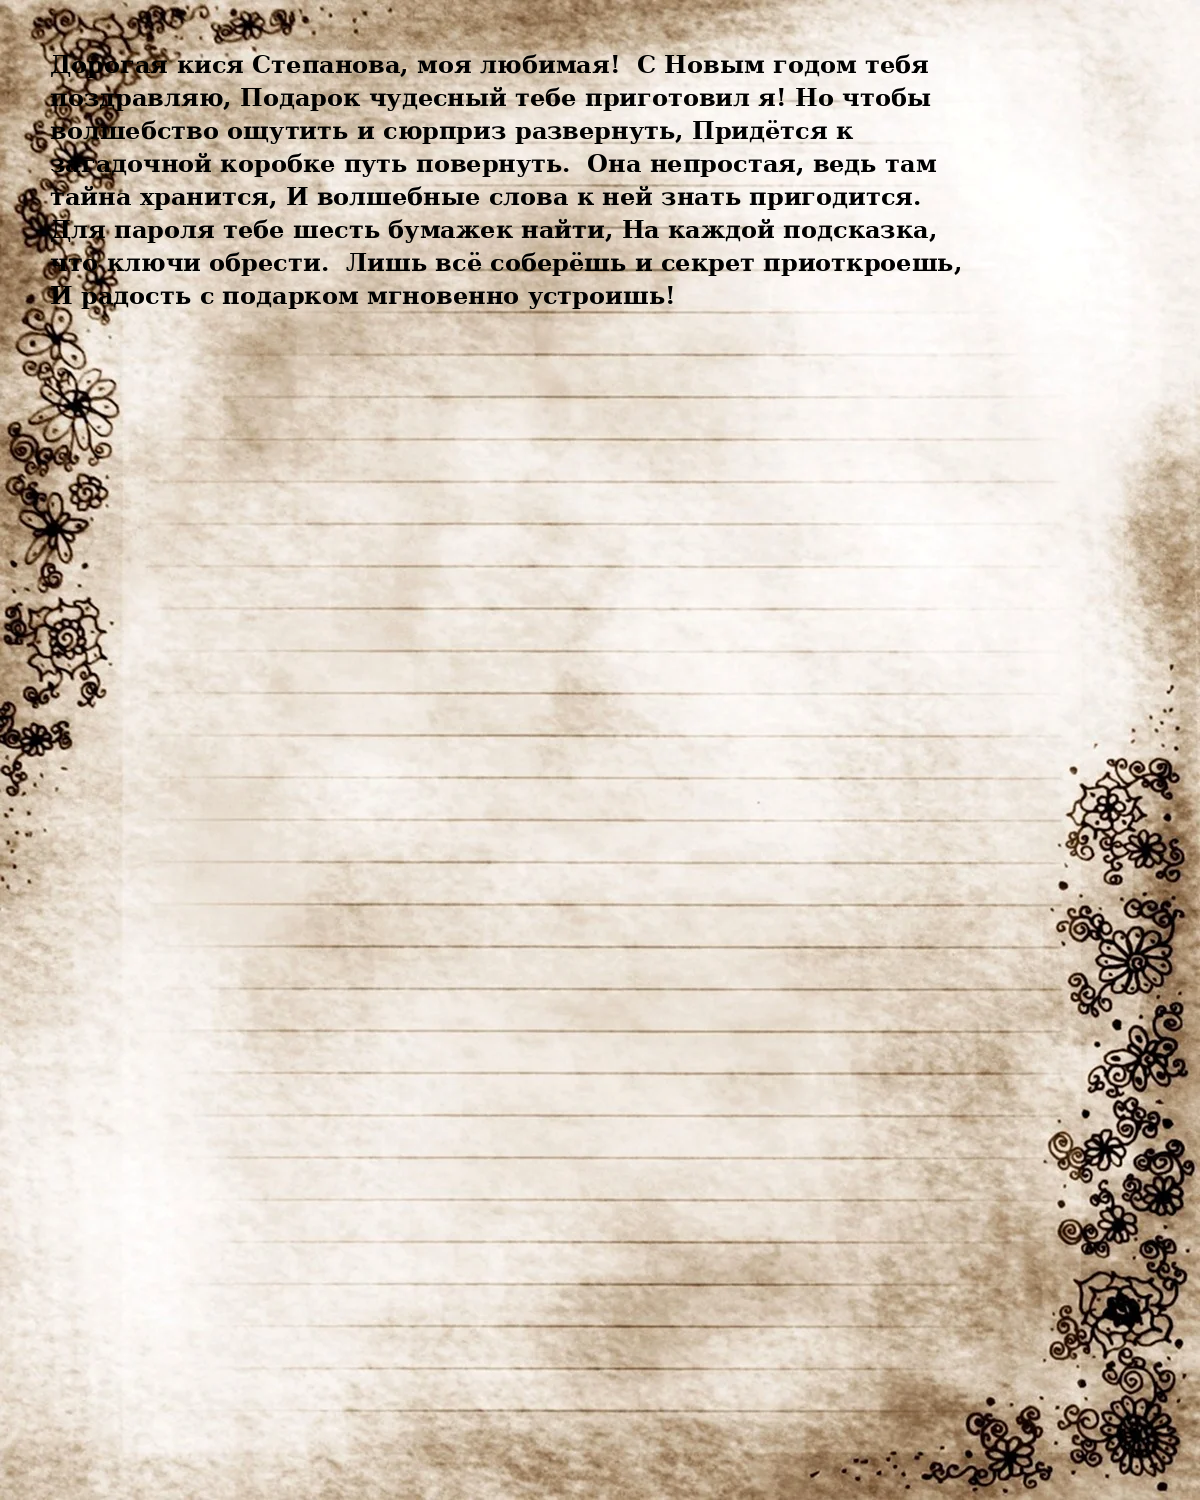 Дорогая кися Степанова, моя любимая!  С Новым годом тебя
поздравляю, Подарок чудесный тебе приготовил я! Но чтобы
волшебство ощутить и сюрприз развернуть, Придётся к
загадочной коробке путь повернуть.  Она непростая, ведь там
тайна хранится, И волшебные слова к ней знать пригодится.
Для пароля тебе шесть бумажек найти, На каждой подсказка,
что ключи обрести.  Лишь всё соберёшь и секрет приоткроешь,
И радость с подарком мгновенно устроишь!